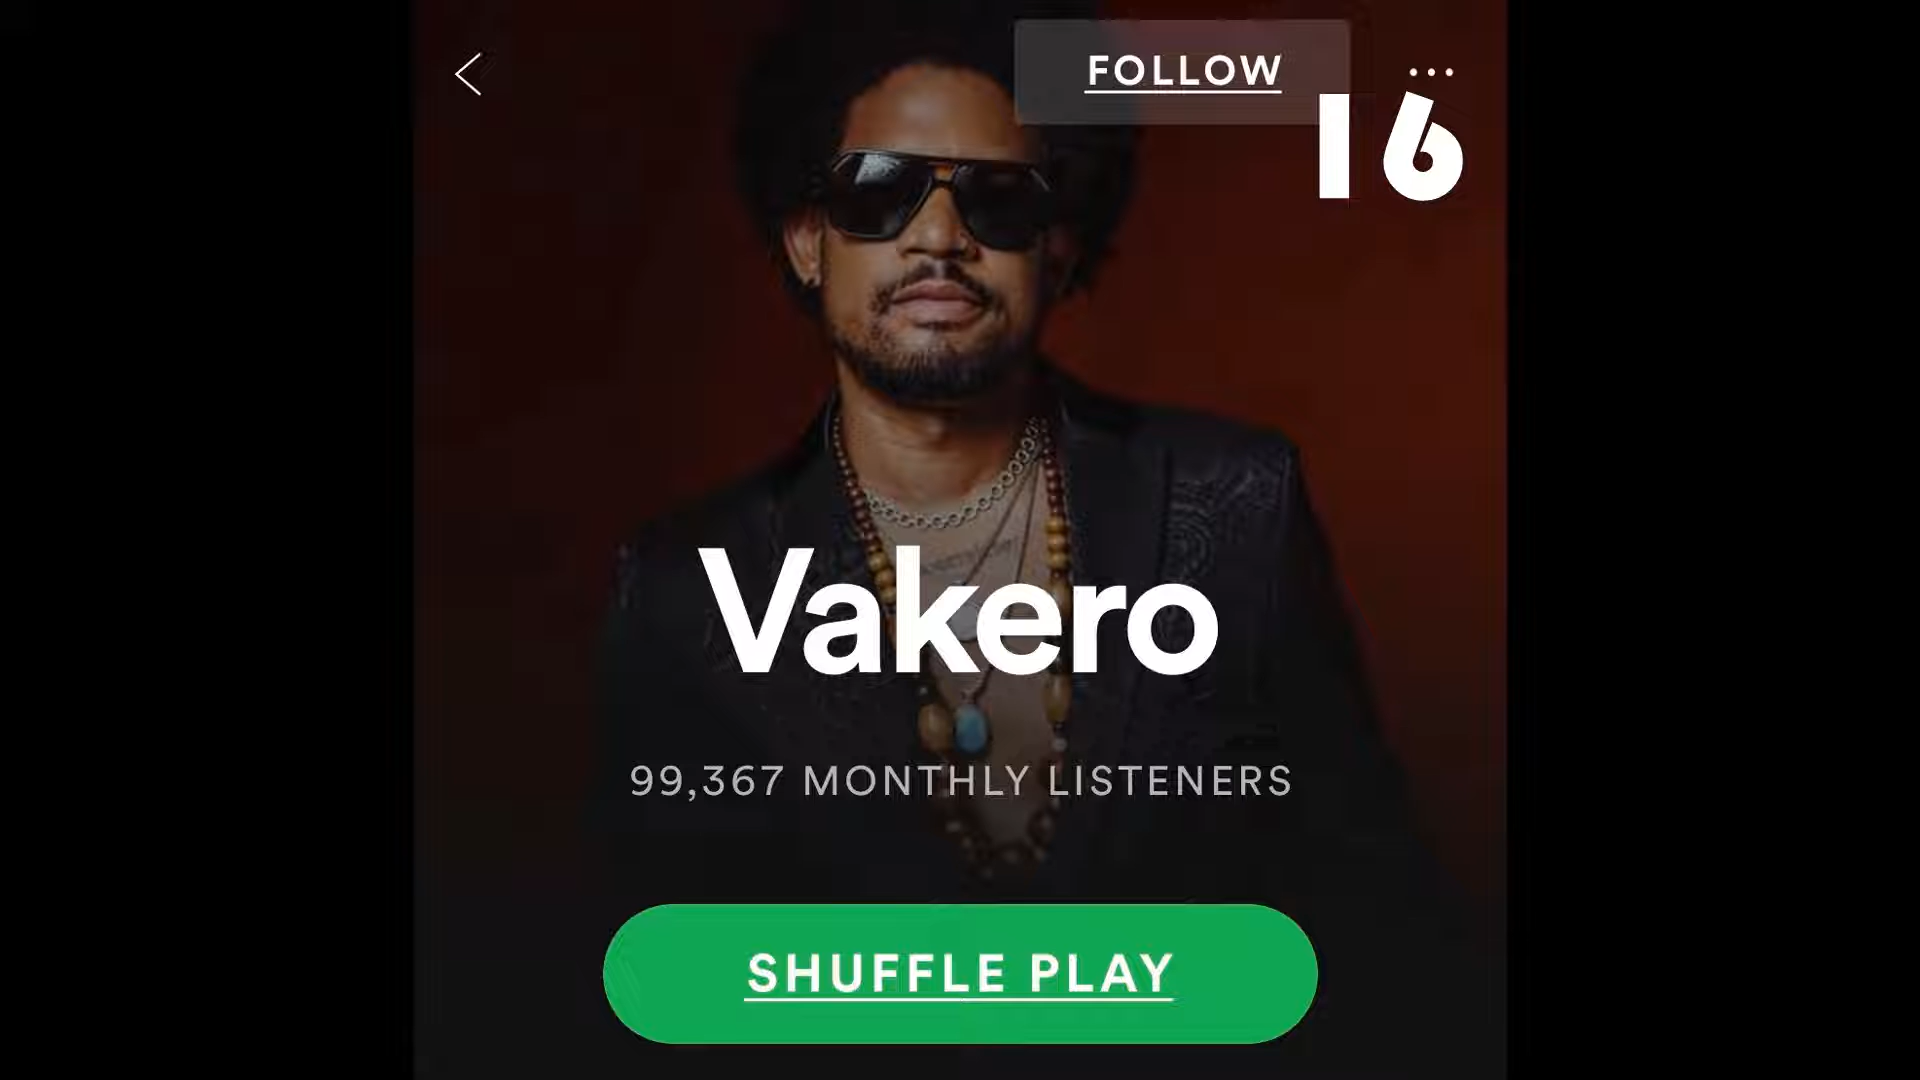 FOLLOW
16
Vakero
99,367 MONTHLY LISTENERS
SHUFFLE PLAY